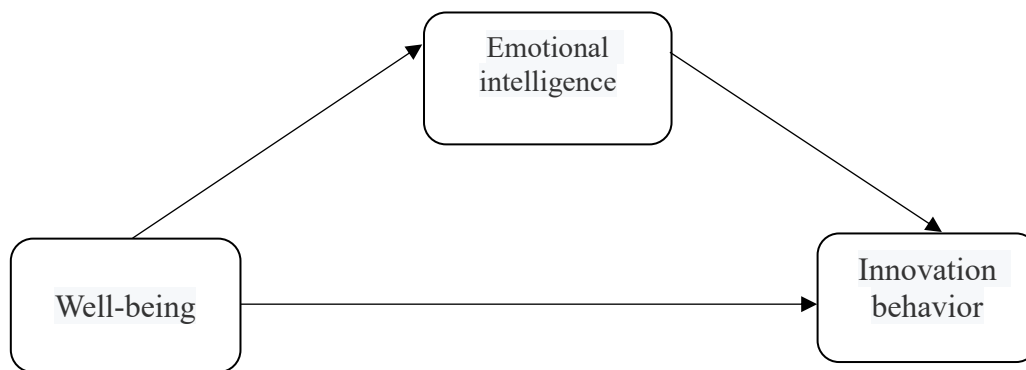 Emotional
intelligence
Well-being
Innovation
behavior